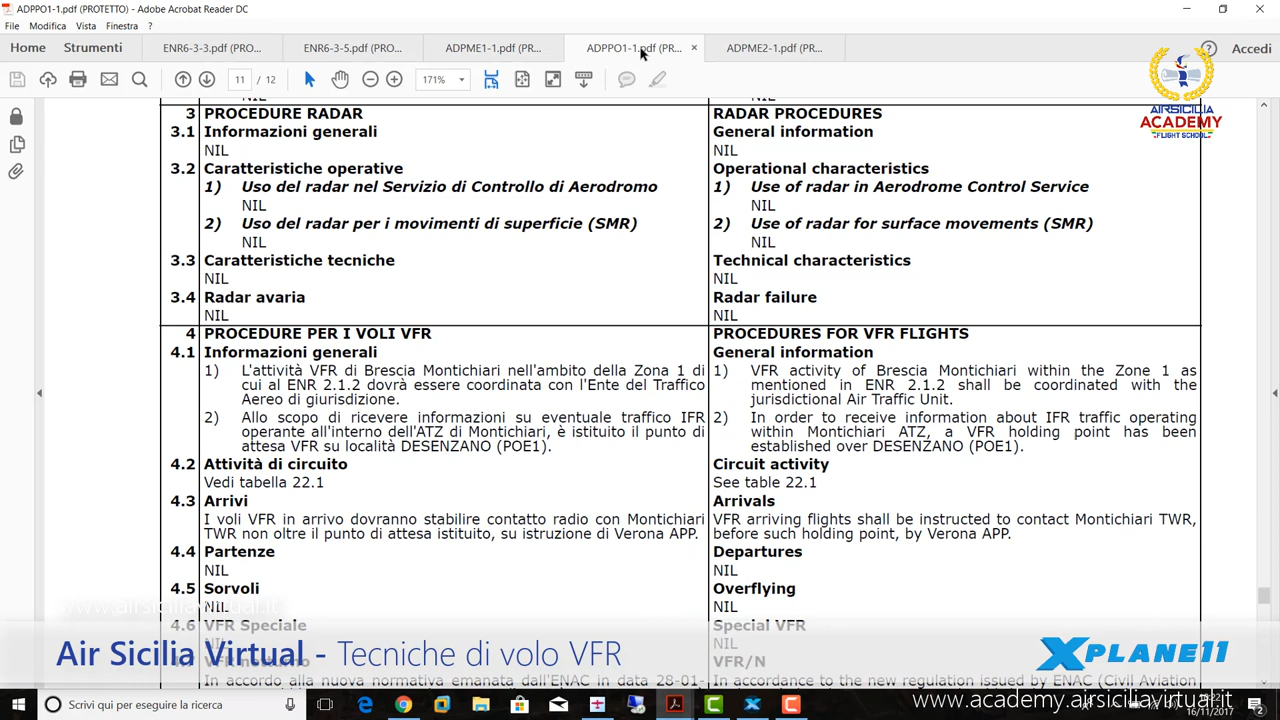 ADPPO1-1.pdf (PROTETTO) - Adobe Acrobat Reader DC
File Modifica Vista Finestra ?
Home Strumenti ENR6-3-3.pdf (PRO... ENR6-3-5.pdf (PRO... ADPME1-1.pdf (PR... ADPPO1-1.pdf (PR... × ADPME2-1.pdf (PR... Accedi
11 / 12 171%
AIRSICILIA
ACADEMY
FLIGHT SCHOOL
NIL NIL
3 PROCEDURE RADAR RADAR PROCEDURES
3.1 Informazioni generali General information
NIL NIL
3.2 Caratteristiche operative Operational characteristics
1) Uso del radar nel Servizio di Controllo di Aerodromo 1) Use of radar in Aerodrome Control Service
NIL NIL
2) Uso del radar per i movimenti di superficie (SMR) 2) Use of radar for surface movements (SMR)
NIL NIL
3.3 Caratteristiche tecniche Technical characteristics
NIL NIL
3.4 Radar avaria Radar failure
NIL NIL
4 PROCEDURE PER I VOLI VFR PROCEDURES FOR VFR FLIGHTS
4.1 Informazioni generali General information
1) L'attività VFR di Brescia Montichiari nell'ambito della Zona 1 di 1) VFR activity of Brescia Montichiari within the Zone 1 as
cui al ENR 2.1.2 dovrà essere coordinata con l'Ente del Traffico mentioned in ENR 2.1.2 shall be coordinated with the
Aereo di giurisdizione. jurisdictional Air Traffic Unit.
2) Allo scopo di ricevere informazioni su eventuale traffico IFR 2) In order to receive information about IFR traffic operating
operante all'interno dell'ATZ di Montichiari, è istituito il punto di within Montichiari ATZ, a VFR holding point has been
attesa VFR su località DESENZANO (POE1). established over DESENZANO (POE1).
4.2 Attività di circuito Circuit activity
Vedi tabella 22.1 See table 22.1
4.3 Arrivi Arrivals
I voli VFR in arrivo dovranno stabilire contatto radio con Montichiari VFR arriving flights shall be instructed to contact Montichiari TWR,
TWR non oltre il punto di attesa istituito, su istruzione di Verona APP. before such holding point, by Verona APP.
4.4 Partenze Departures
NIL NIL
4.5 Sorvoli Overflying
NIL NIL
www.airsiciliavirtual.it
4.6 VFR Speciale Special VFR
NIL NIL
Air Sicilia Virtual - Tecniche di volo VFR
XPLANE11
VFR notturno VFR/N
In accordo alla nuova normativa emanata dall'ENAC in data 28-01- In accordance to the new regulation issued by ENAC (Civil Aviation
Scrivi qui per eseguire la ricerca
www.academy.airsiciliavirtual.it
16/11/2017